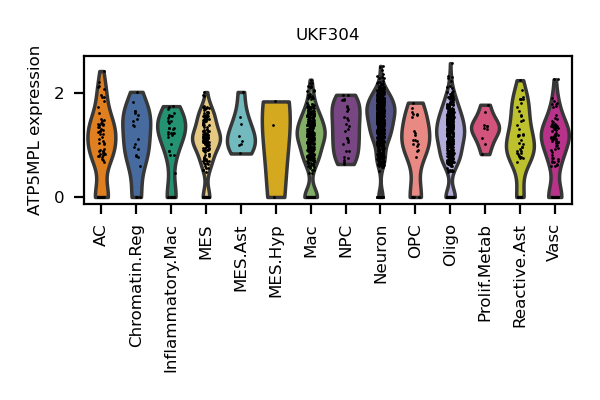 UKF304
ATP5MPL expression
2
0
AC
Chromatin.Reg
Inflammatory.Mac
MES
MES.Ast
MES.Hyp
Mac
NPC
Neuron
OPC
Oligo
Prolif.Metab
Reactive.Ast
Vasc